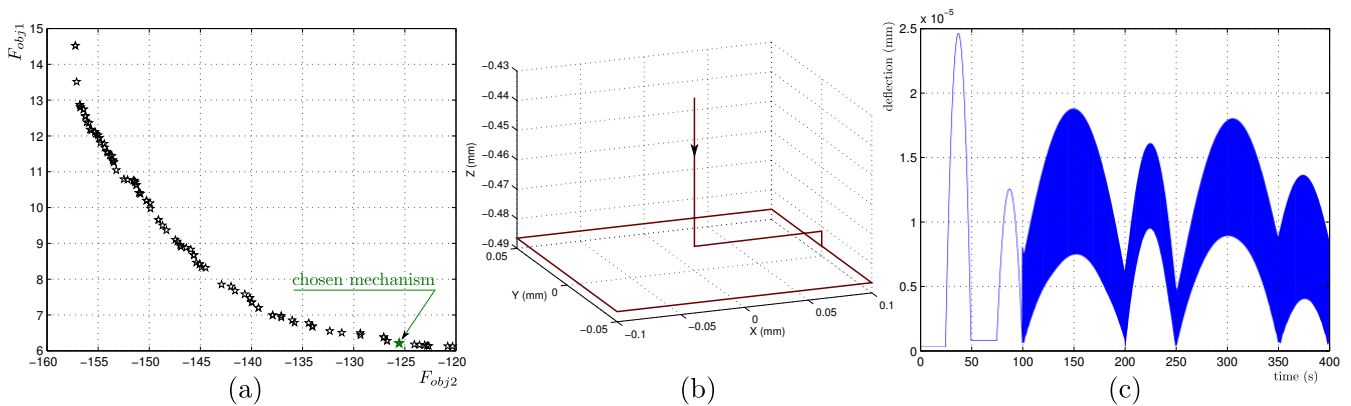 F_obj1
15
14
13
12
11
10
9
8
7
6
−160 −155 −150 −145 −140 −135 −130 −125 −120
F_obj2
chosen mechanism
(a)
Z (mm)
−0.43
−0.44
−0.45
−0.46
−0.47
−0.48
−0.49
0.05
0
−0.05
Y (mm)
−0.1
−0.05
0
0.05
0.1
X (mm)
(b)
deflection (mm)
x 10^-5
2.5
2
1.5
1
0.5
0
0 50 100 150 200 250 300 350 400
time (s)
(c)